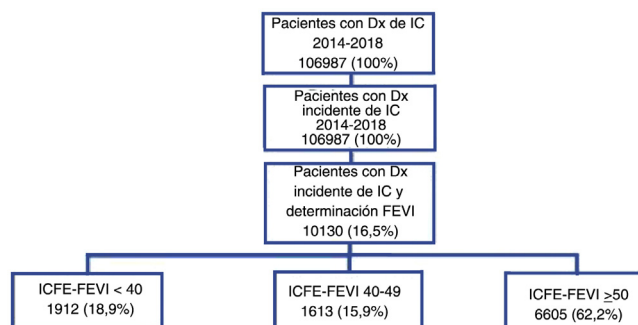 Pacientes con Dx de IC
2014-2018
106987 (100%)
Pacientes con Dx
incidente de IC
2014-2018
106987 (100%)
Pacientes con Dx
incidente de IC y
determinación FEVI
10130 (16,5%)
ICFE-FEVI < 40
1912 (18,9%)
ICFE-FEVI 40-49
1613 (15,9%)
ICFE-FEVI ≥50
6605 (62,2%)